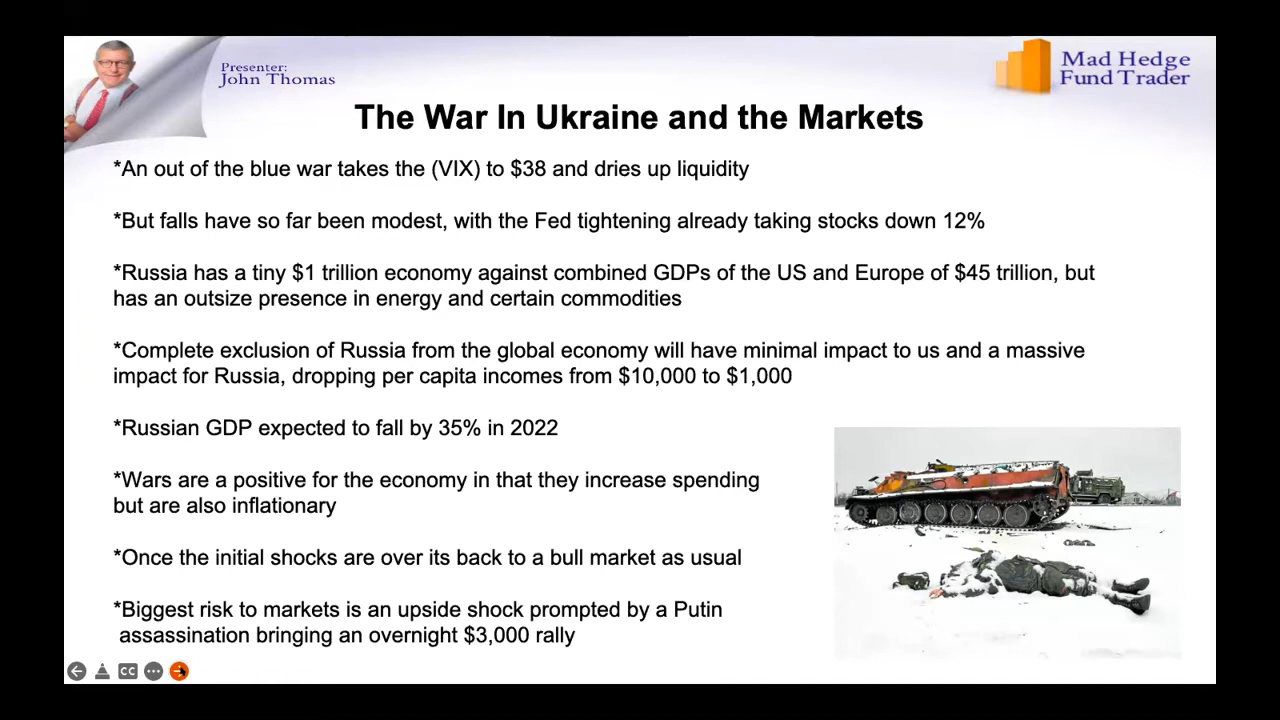 Presenter:
John Thomas
Mad Hedge
Fund Trader
The War In Ukraine and the Markets
*An out of the blue war takes the (VIX) to $38 and dries up liquidity
*But falls have so far been modest, with the Fed tightening already taking stocks down 12%
*Russia has a tiny $1 trillion economy against combined GDPs of the US and Europe of $45 trillion, but
has an outsize presence in energy and certain commodities
*Complete exclusion of Russia from the global economy will have minimal impact to us and a massive
impact for Russia, dropping per capita incomes from $10,000 to $1,000
*Russian GDP expected to fall by 35% in 2022
*Wars are a positive for the economy in that they increase spending
but are also inflationary
*Once the initial shocks are over its back to a bull market as usual
*Biggest risk to markets is an upside shock prompted by a Putin
assassination bringing an overnight $3,000 rally
CC